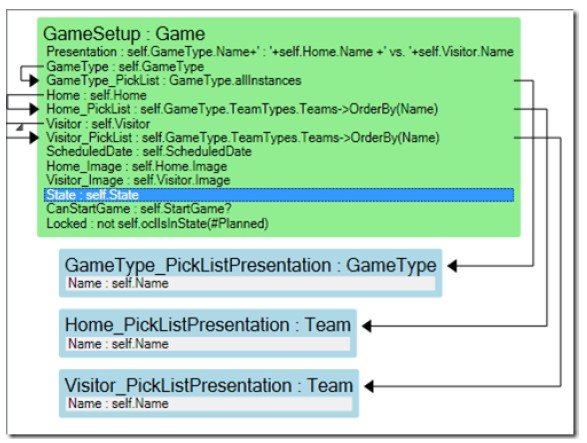 GameSetup : Game
Presentation : self.GameType.Name+' : '+self.Home.Name +' vs. '+self.Visitor.Name
GameType : self.GameType
GameType_PickList : GameType.allInstances
Home : self.Home
Home_PickList : self.GameType.TeamTypes.Teams->OrderBy(Name)
Visitor : self.Visitor
Visitor_PickList : self.GameType.TeamTypes.Teams->OrderBy(Name)
ScheduledDate : self.ScheduledDate
Home_Image : self.Home.Image
Visitor_Image : self.Visitor.Image
State : self.State
CanStartGame : self.StartGame?
Locked : not self.oclIsInState(#Planned)
GameType_PickListPresentation : GameType
Name : self.Name
Home_PickListPresentation : Team
Name : self.Name
Visitor_PickListPresentation : Team
Name : self.Name